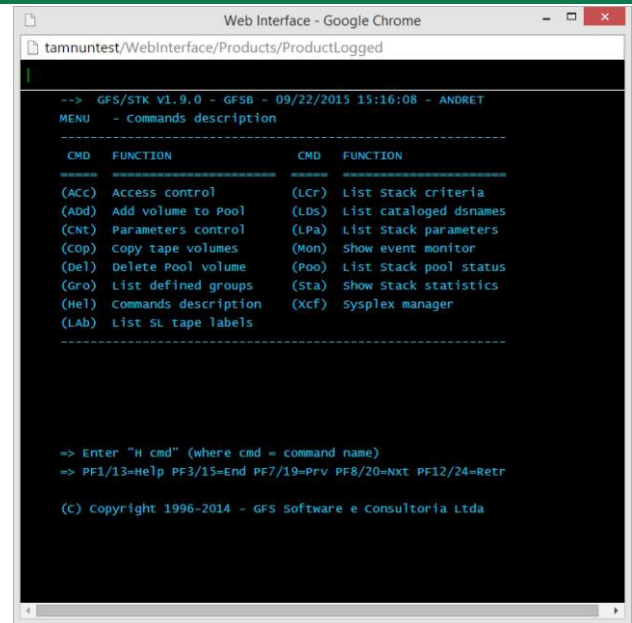 Web Interface - Google Chrome
tamnuntest/WebInterface/Products/ProductLogged
--> GFS/STK V1.9.0 - GFSB - 09/22/2015 15:16:08 - ANDRET
MENU - Commands description
CMD FUNCTION CMD FUNCTION
(ACc) Access control (LCr) List Stack criteria
(ADd) Add volume to Pool (LDs) List cataloged dsnames
(CNt) Parameters control (LPa) List Stack parameters
(COp) Copy tape volumes (Mon) Show event monitor
(Del) Delete Pool volume (Poo) List Stack pool status
(Gro) List defined groups (Sta) Show Stack statistics
(Hel) Commands description (Xcf) Sysplex manager
(LAb) List SL tape labels
=> Enter "H cmd" (where cmd = command name)
=> PF1/13=Help PF3/15=End PF7/19=Prv PF8/20=Nxt PF12/24=Retr
(C) Copyright 1996-2014 - GFS Software e Consultoria Ltda